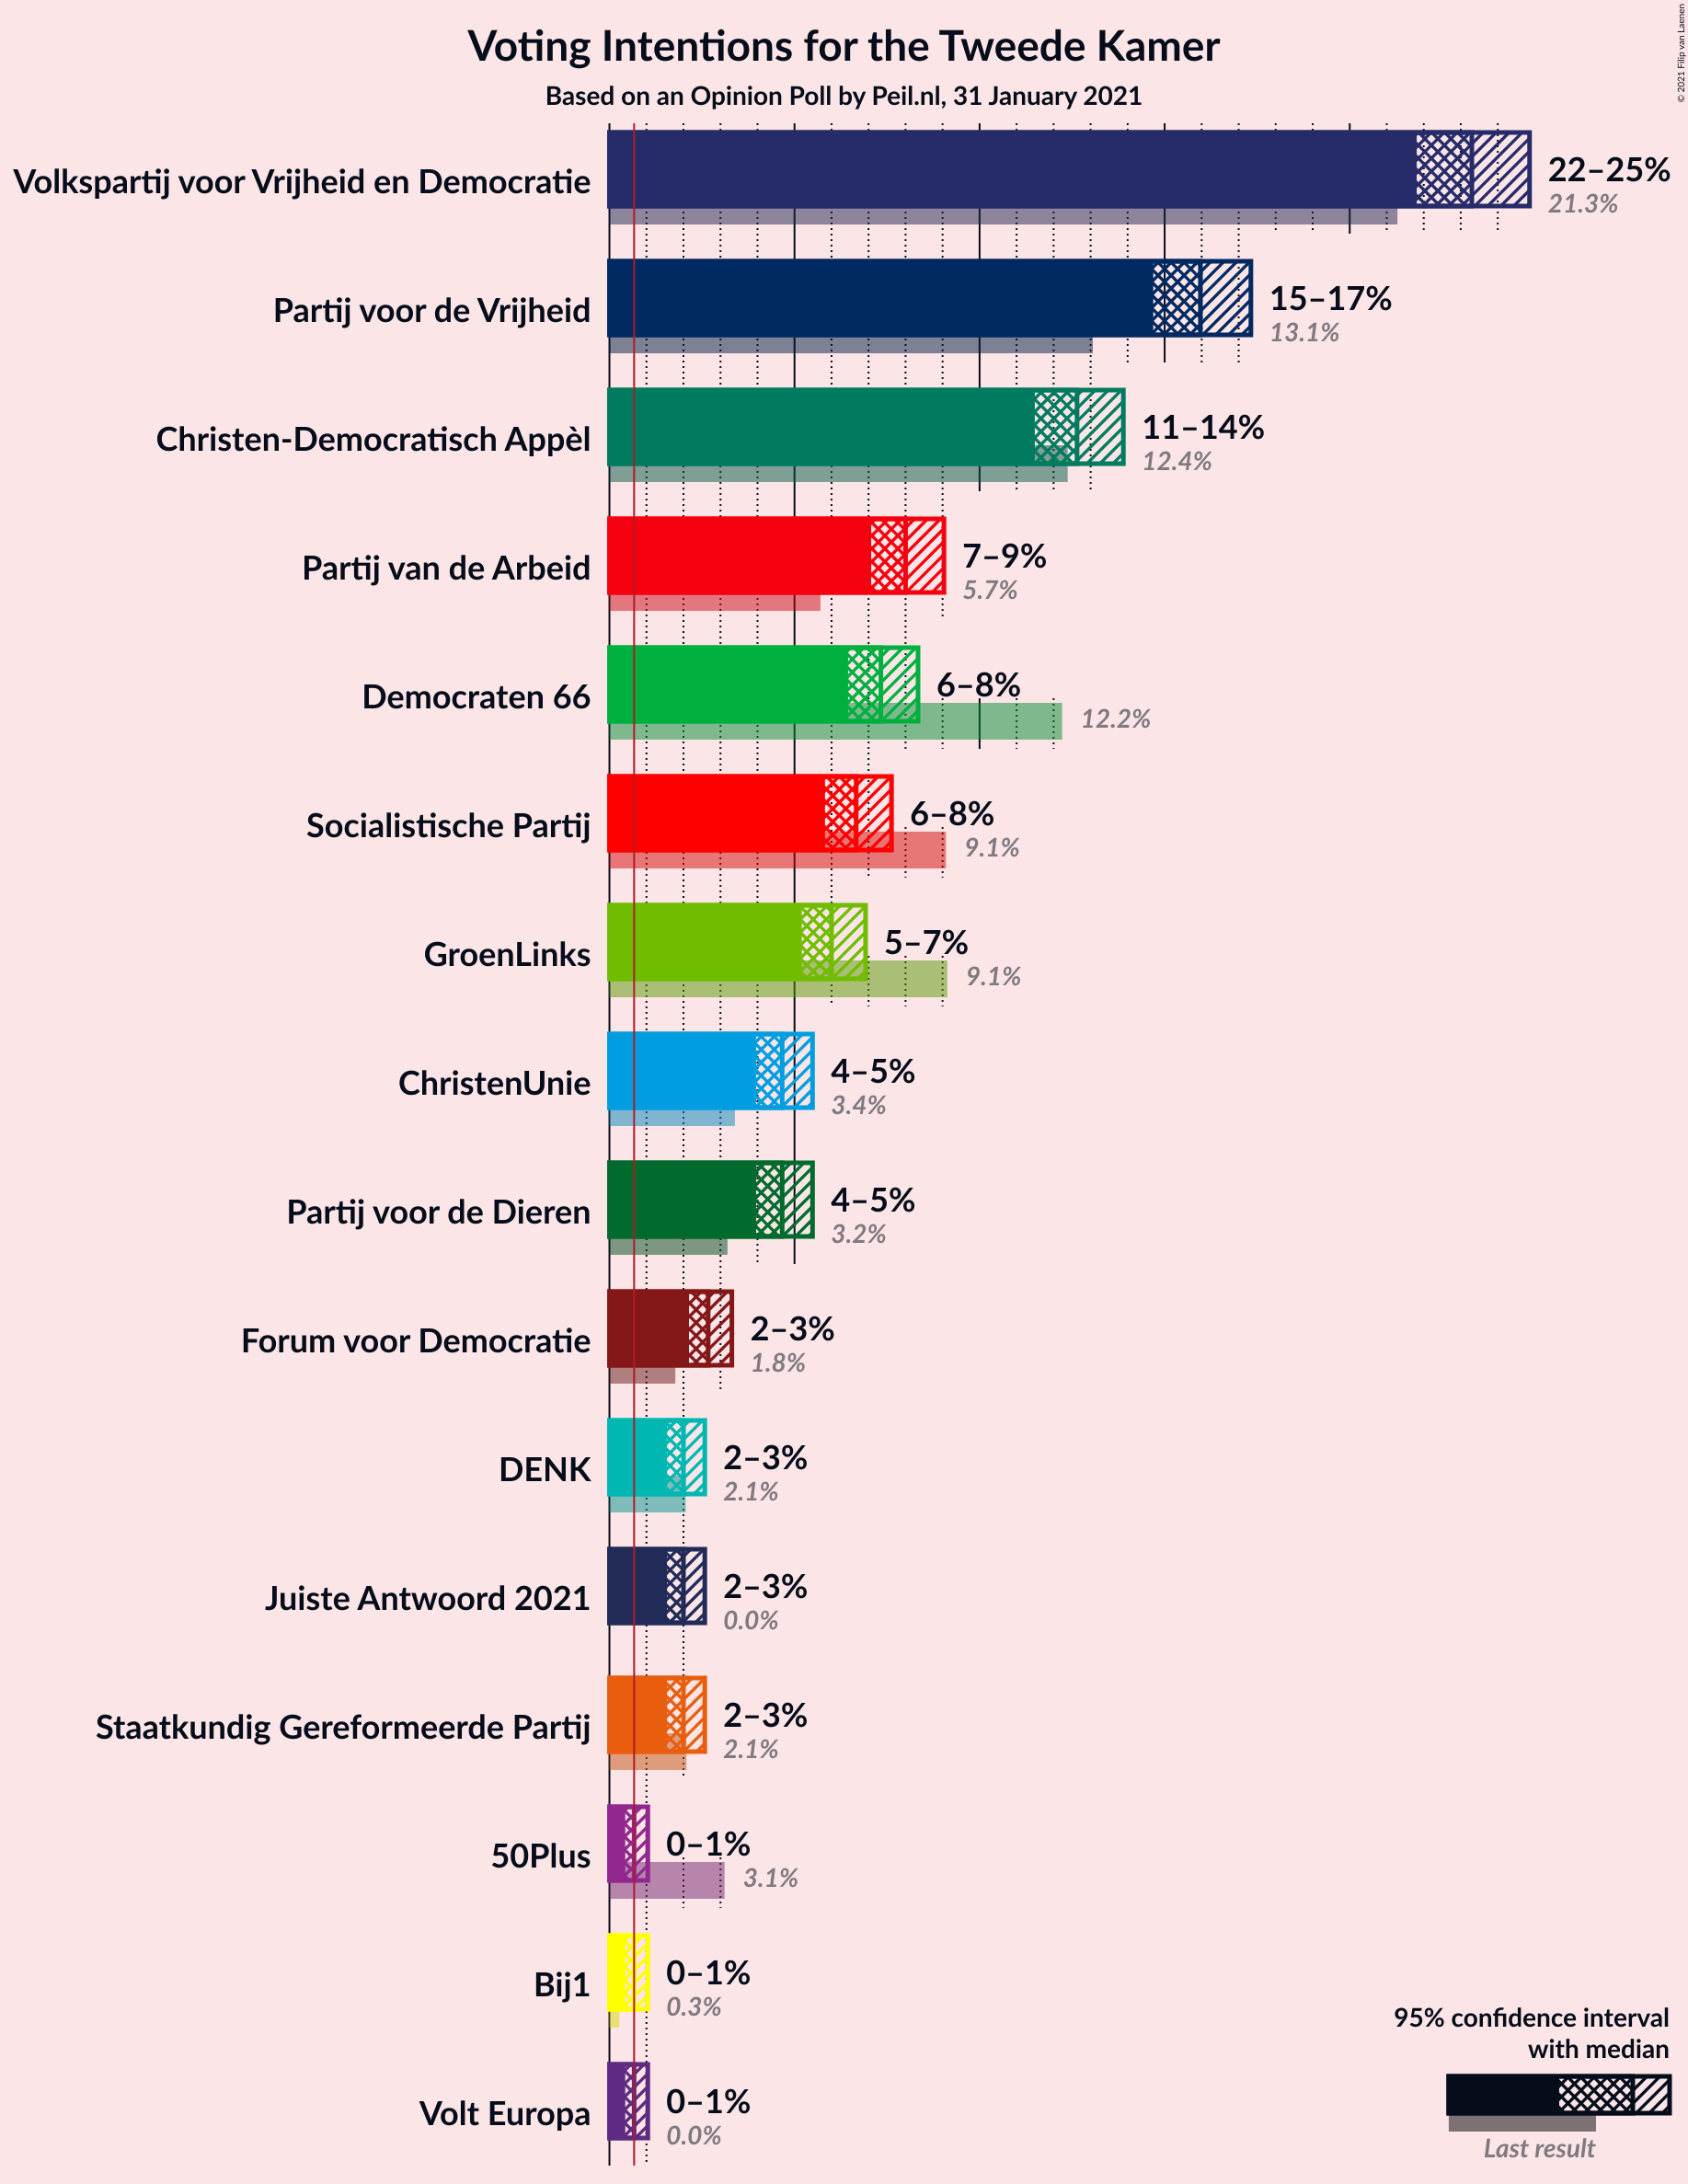 Voting Intentions for the Tweede Kamer
Based on an Opinion Poll by Peil.nl, 31 January 2021
© 2021 Filip van Laenen
Volkspartij voor Vrijheid en Democratie
22–25%
21.3%
Partij voor de Vrijheid
15–17%
13.1%
Christen-Democratisch Appèl
11–14%
12.4%
Partij van de Arbeid
7–9%
5.7%
Democraten 66
6–8%
12.2%
Socialistische Partij
6–8%
9.1%
GroenLinks
5–7%
9.1%
ChristenUnie
4–5%
3.4%
Partij voor de Dieren
4–5%
3.2%
Forum voor Democratie
2–3%
1.8%
DENK
2–3%
2.1%
Juiste Antwoord 2021
2–3%
0.0%
Staatkundig Gereformeerde Partij
2–3%
2.1%
50Plus
0–1%
3.1%
Bij1
0–1%
0.3%
Volt Europa
0–1%
0.0%
95% confidence interval
with median
Last result